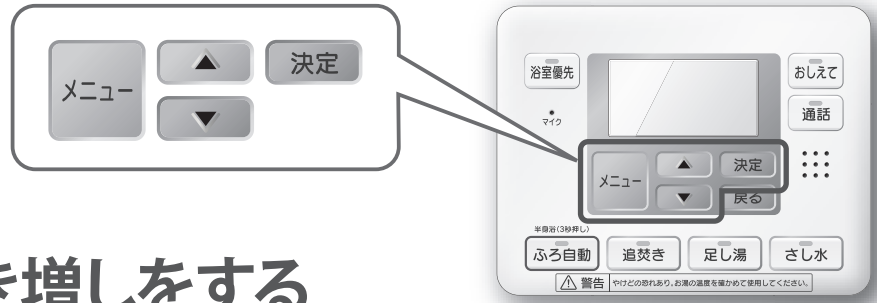 メニュー
▲
決定
▼
浴室優先
おしえて
マイク
通話
メニュー
▲
決定
▼
戻る
半身浴(3秒押し)
ふろ自動
追焚き
足し湯
さし水
警告 やけどの恐れあり。お湯の温度を確かめて使用してください。
き増しをする